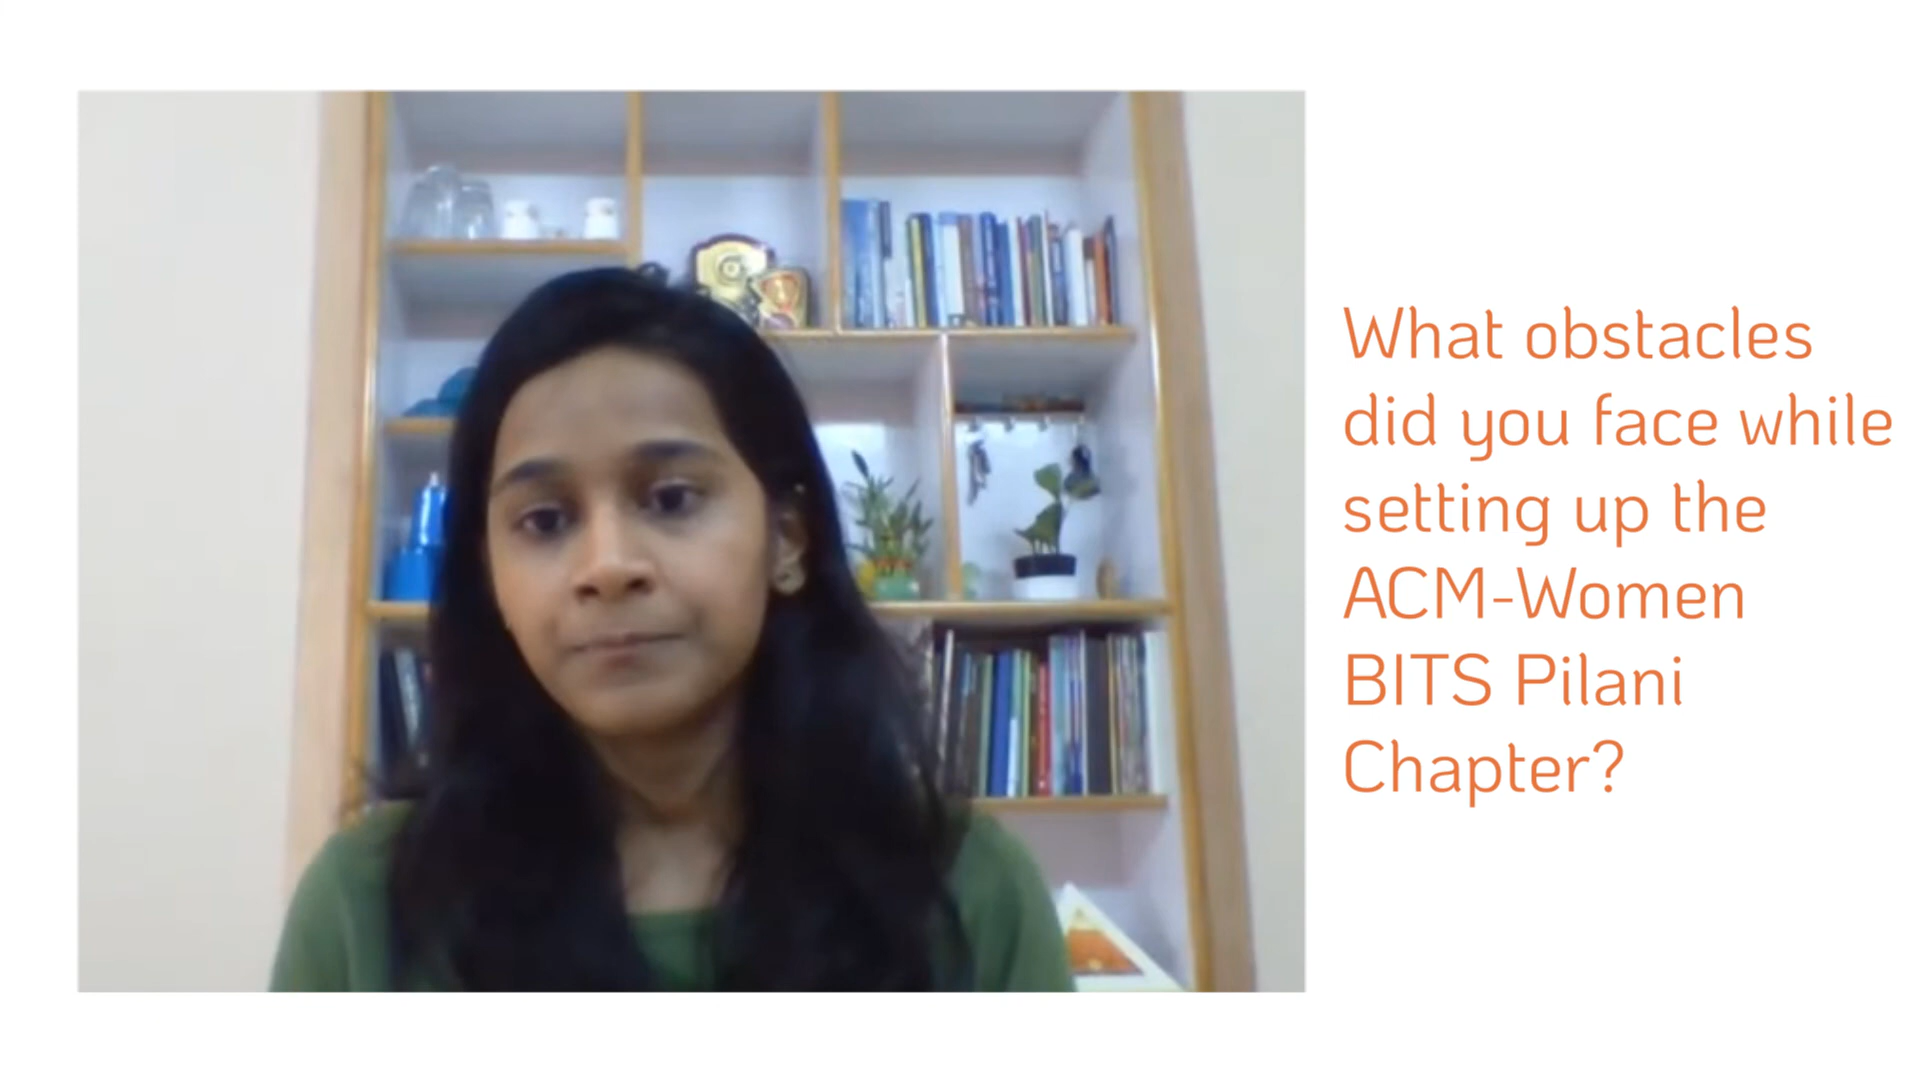 What obstacles
did you face while
setting up the
ACM-Women
BITS Pilani
Chapter?